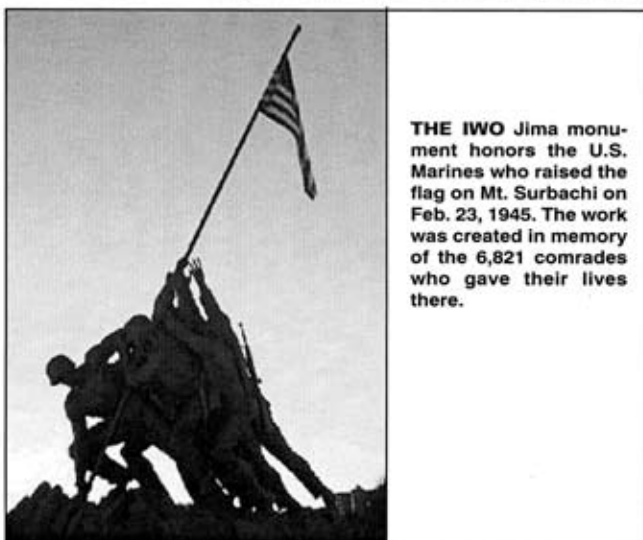 THE IWO Jima monu-
ment honors the U.S.
Marines who raised the
flag on Mt. Surbachi on
Feb. 23, 1945. The work
was created in memory
of the 6,821 comrades
who gave their lives
there.